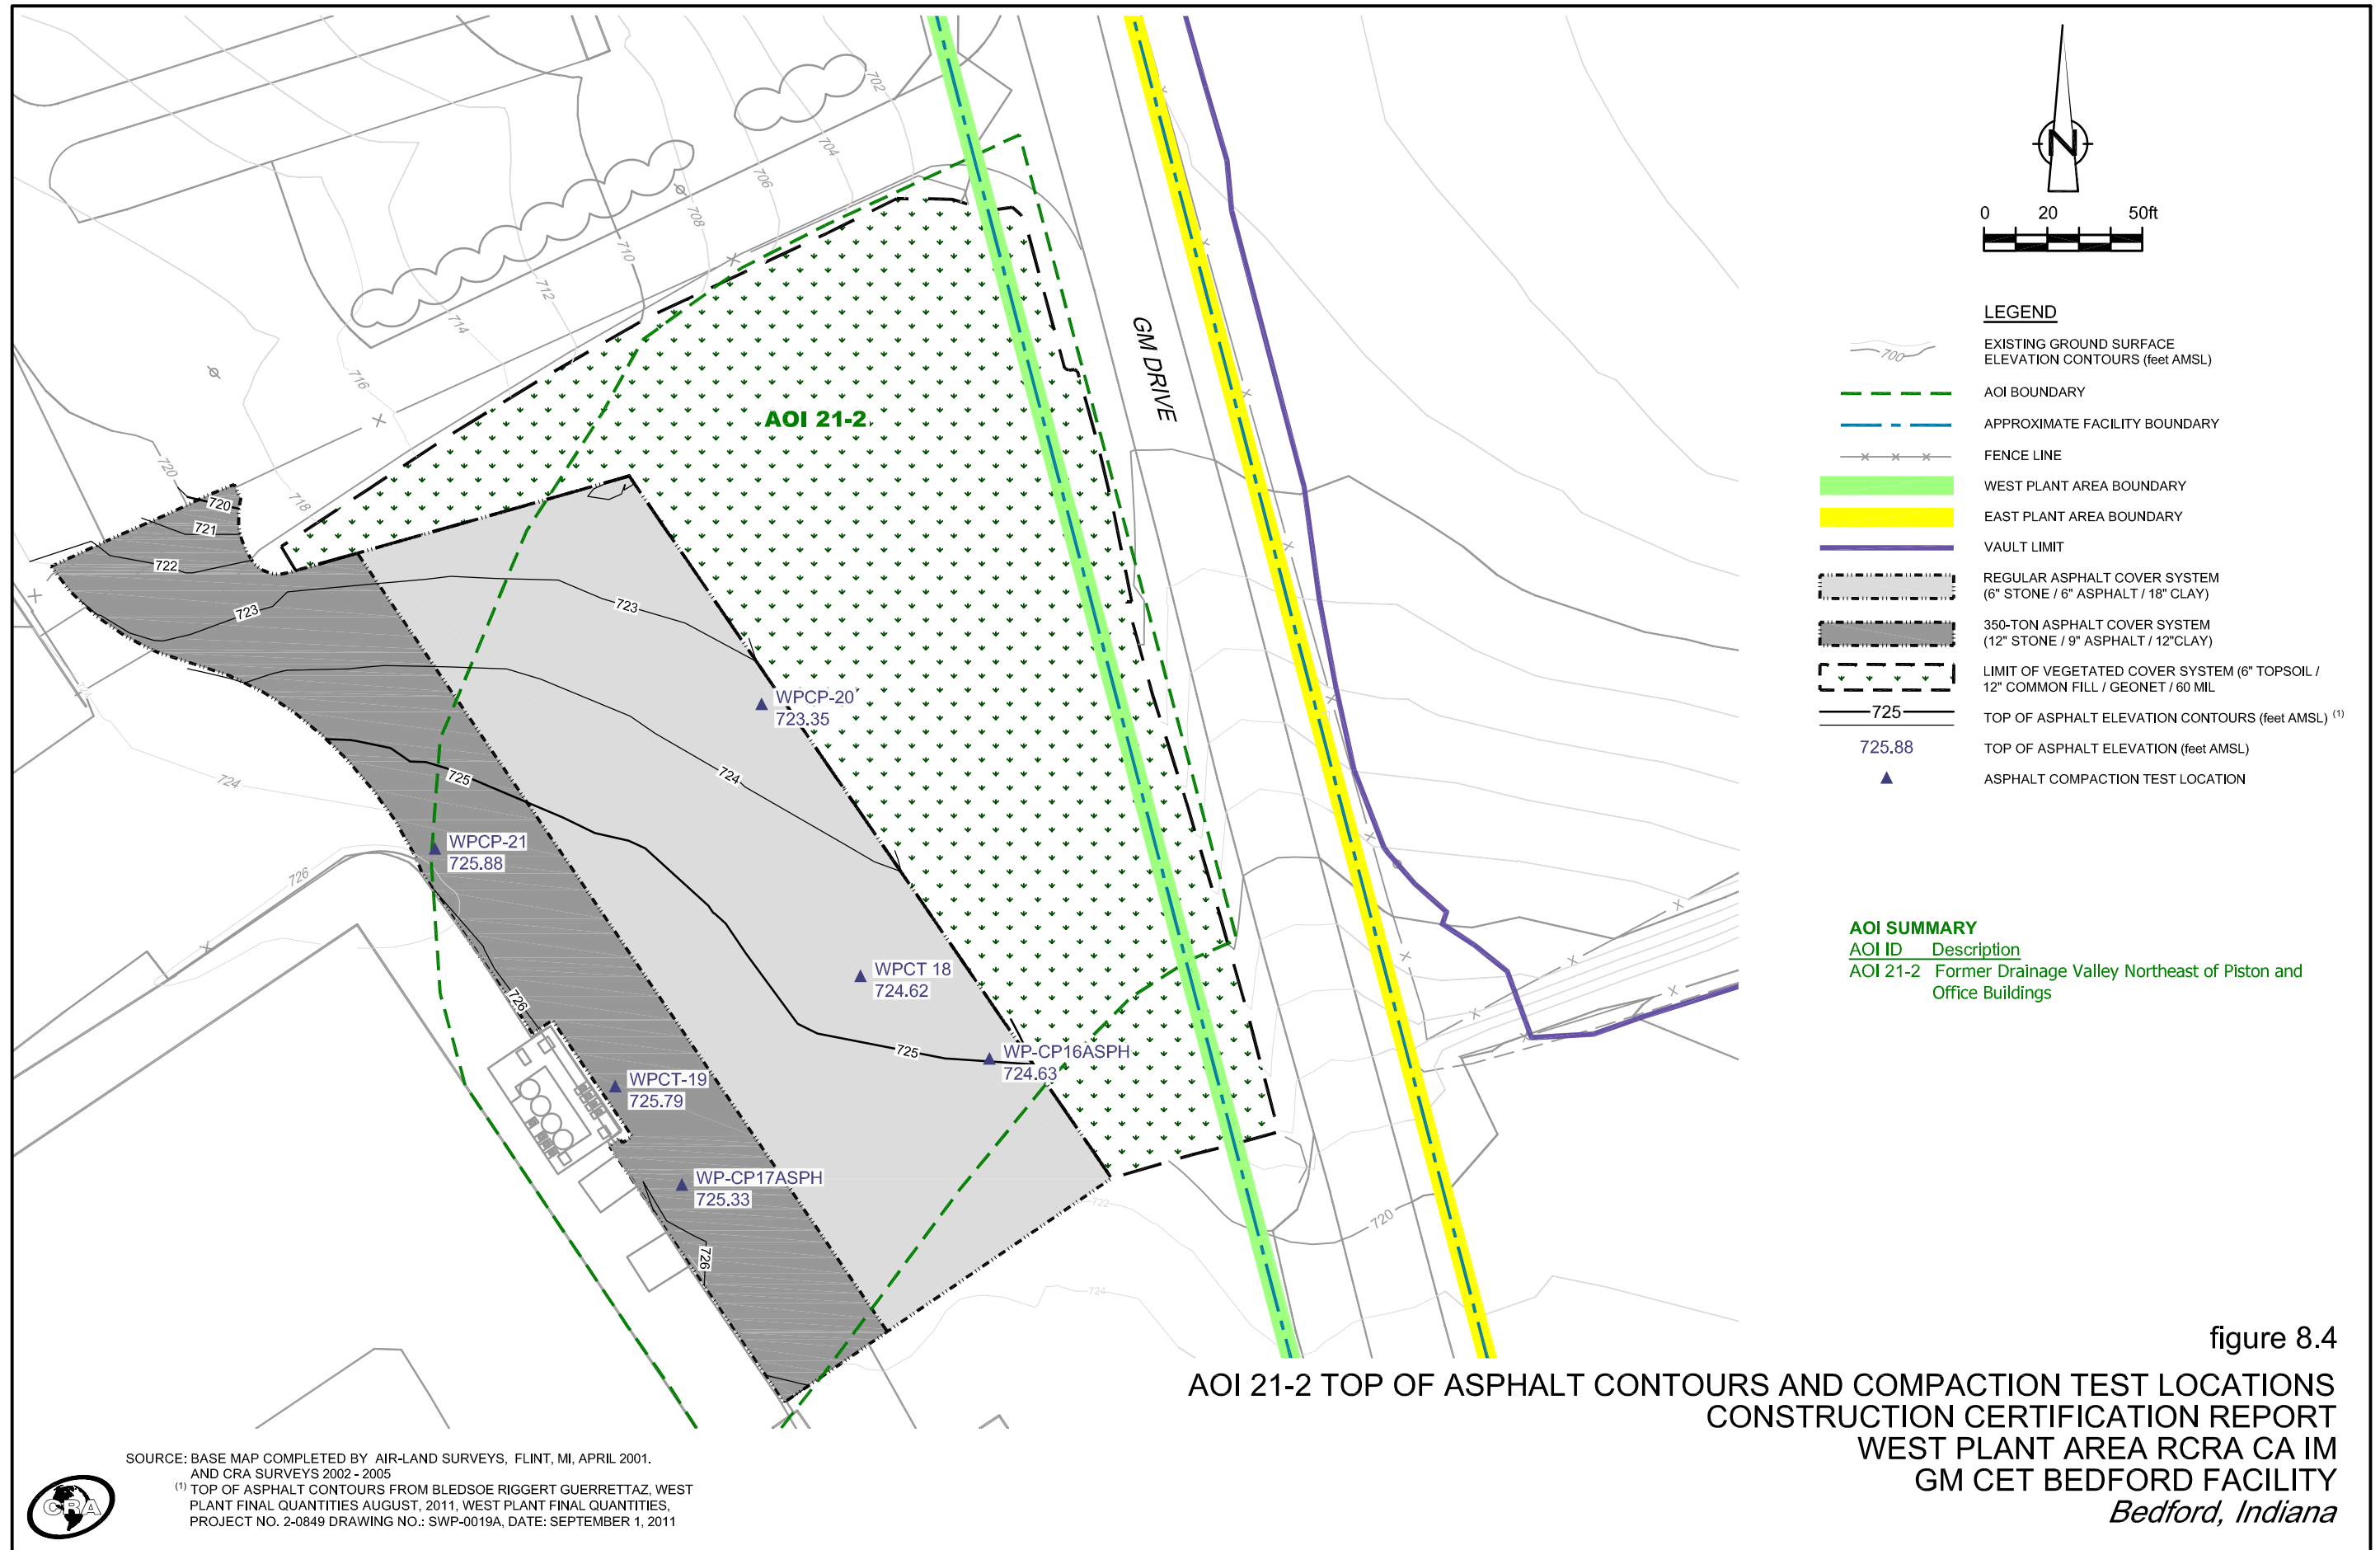 702
704
706
708
710
712
714
716
718
720
720
721
722
723
723
724
724
725
725
726
726
726
722
724
720
AOI 21-2
GM DRIVE
WPCP-20
723.35
WPCP-21
725.88
WPCT 18
724.62
WP-CP16ASPH
724.63
WPCT-19
725.79
WP-CP17ASPH
725.33
N
0 20 50ft
LEGEND
700
EXISTING GROUND SURFACE
ELEVATION CONTOURS (feet AMSL)
AOI BOUNDARY
APPROXIMATE FACILITY BOUNDARY
FENCE LINE
WEST PLANT AREA BOUNDARY
EAST PLANT AREA BOUNDARY
VAULT LIMIT
REGULAR ASPHALT COVER SYSTEM
(6" STONE / 6" ASPHALT / 18" CLAY)
350-TON ASPHALT COVER SYSTEM
(12" STONE / 9" ASPHALT / 12"CLAY)
LIMIT OF VEGETATED COVER SYSTEM (6" TOPSOIL /
12" COMMON FILL / GEONET / 60 MIL
725 TOP OF ASPHALT ELEVATION CONTOURS (feet AMSL) (1)
725.88 TOP OF ASPHALT ELEVATION (feet AMSL)
ASPHALT COMPACTION TEST LOCATION
AOI SUMMARY
AOI ID Description
AOI 21-2 Former Drainage Valley Northeast of Piston and
Office Buildings
figure 8.4
AOI 21-2 TOP OF ASPHALT CONTOURS AND COMPACTION TEST LOCATIONS
CONSTRUCTION CERTIFICATION REPORT
WEST PLANT AREA RCRA CA IM
GM CET BEDFORD FACILITY
Bedford, Indiana
SOURCE: BASE MAP COMPLETED BY AIR-LAND SURVEYS, FLINT, MI, APRIL 2001.
AND CRA SURVEYS 2002 - 2005
(1) TOP OF ASPHALT CONTOURS FROM BLEDSOE RIGGERT GUERRETTAZ, WEST
PLANT FINAL QUANTITIES AUGUST, 2011, WEST PLANT FINAL QUANTITIES,
PROJECT NO. 2-0849 DRAWING NO.: SWP-0019A, DATE: SEPTEMBER 1, 2011
CRA